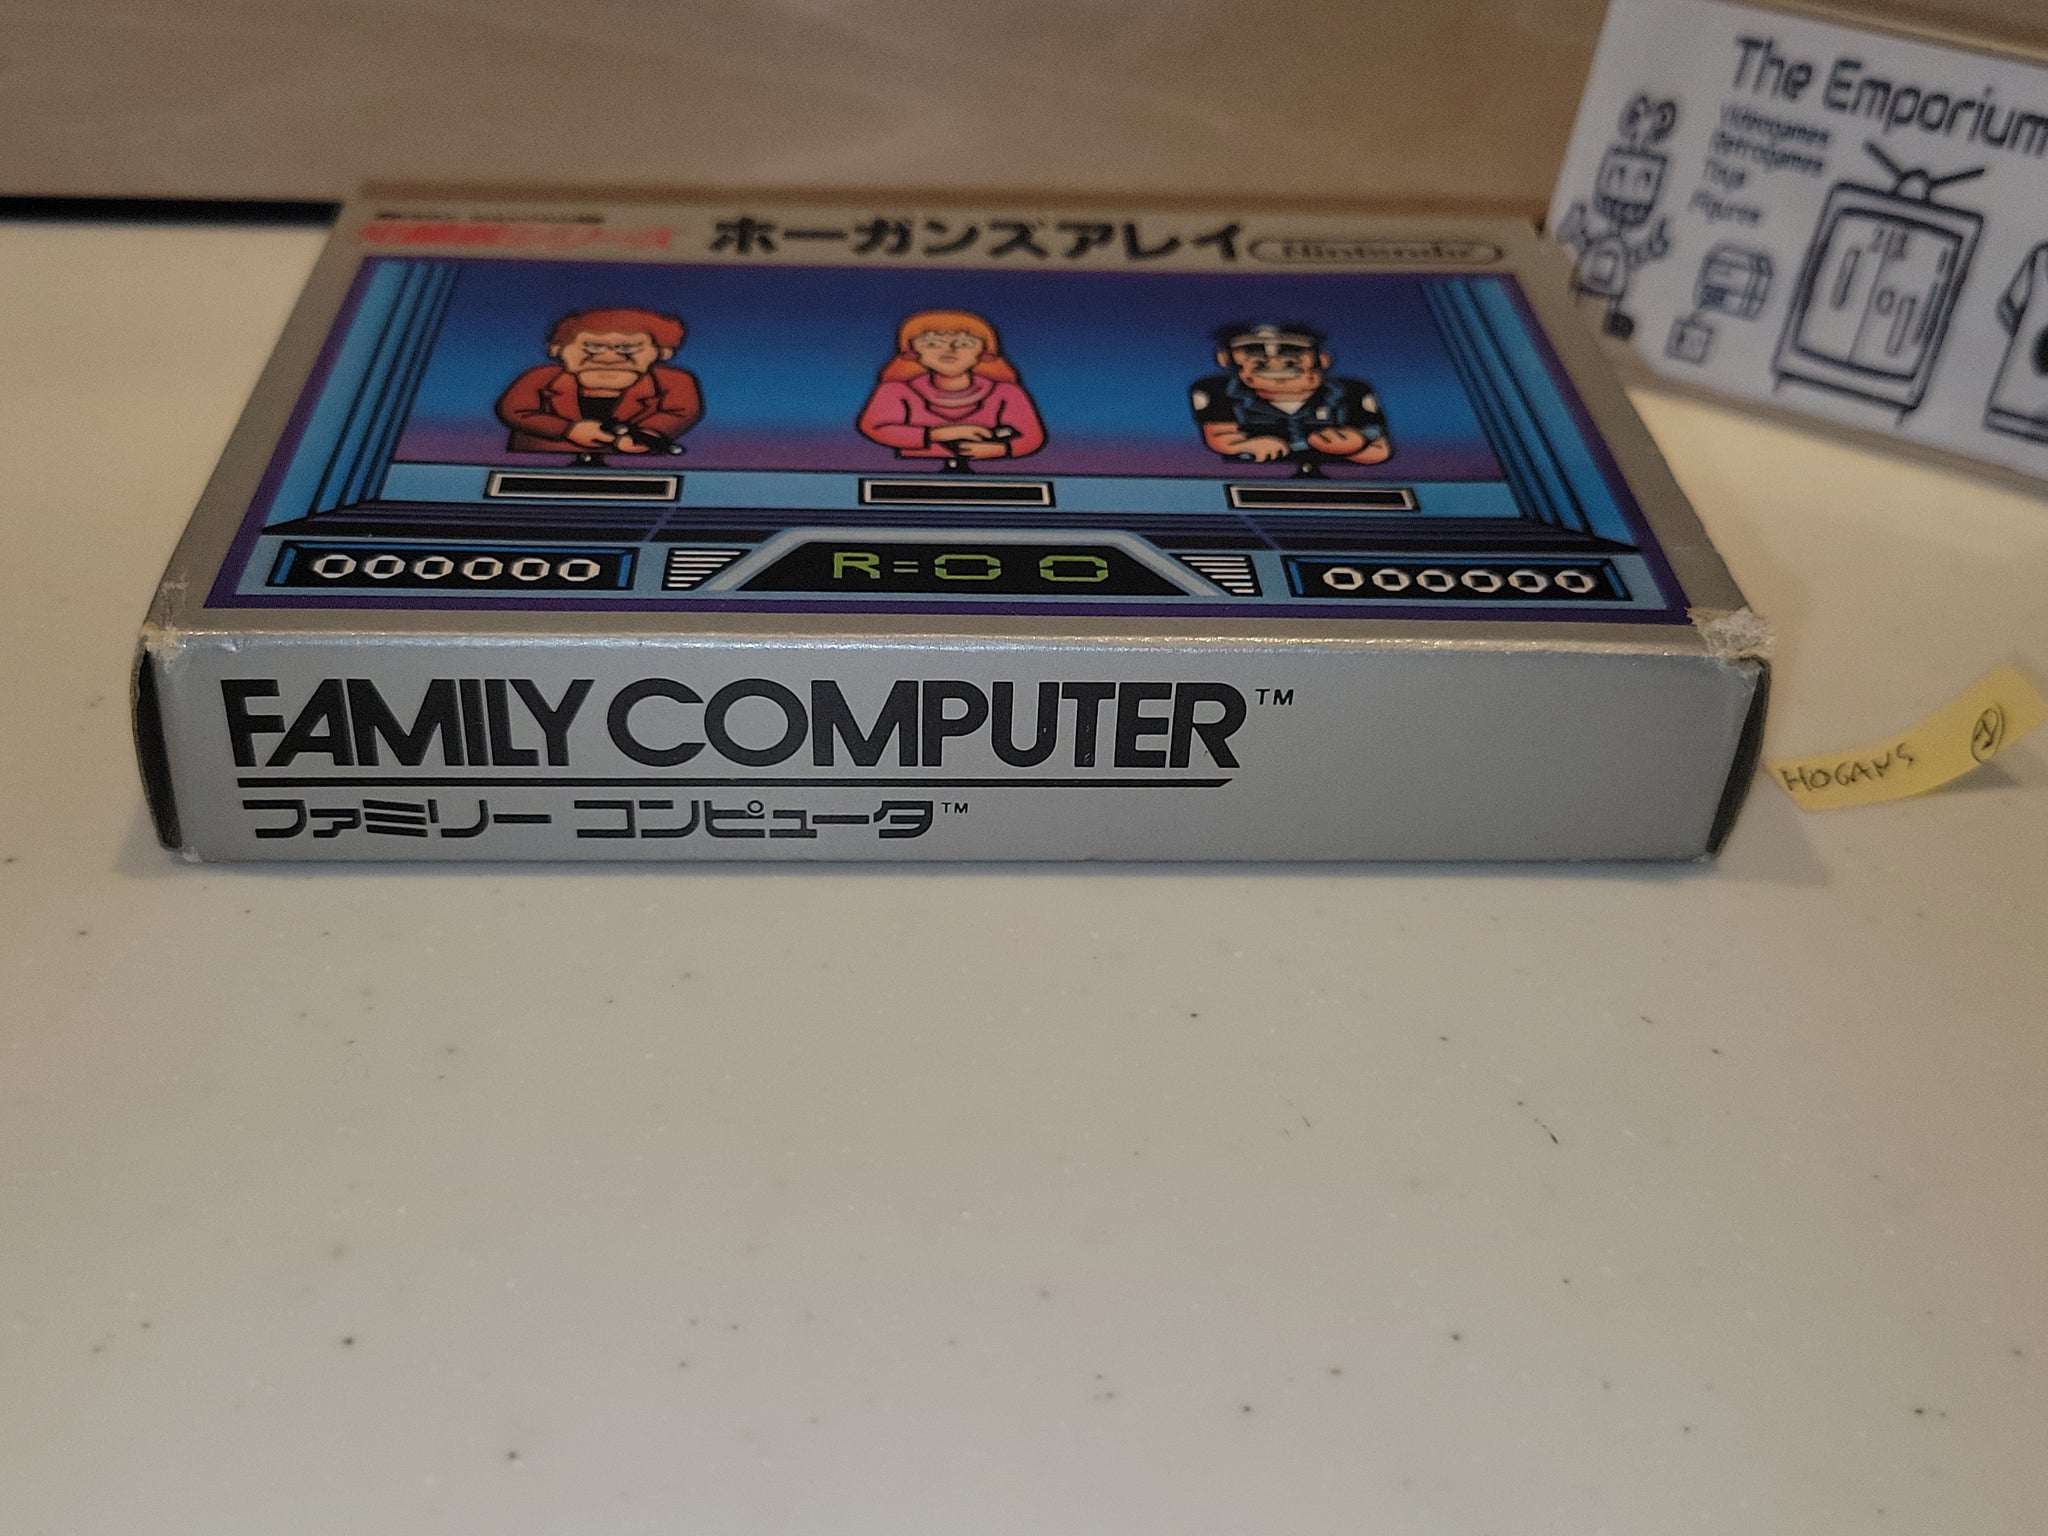 The Emporium
Videogames
Retrogames
Toys
Figures
ホーガンズアレイ
Nintendo
000000
R=00
000000
FAMILY COMPUTER™
ファミリー コンピュータ™
HOGANS